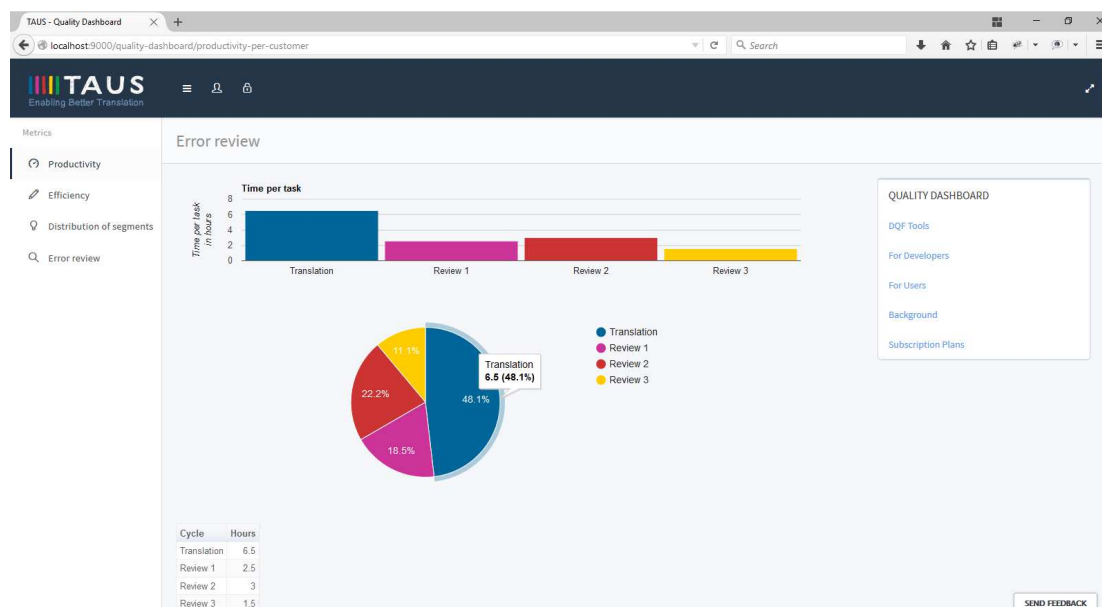 TAUS - Quality Dashboard
localhost:9000/quality-dashboard/productivity-per-customer
Search
TAUS
Enabling Better Translation
Metrics
Productivity
Efficiency
Distribution of segments
Error review
Error review
Time per task
Time per task
in hours
8
6
4
2
0
Translation Review 1 Review 2 Review 3
Translation
Review 1
Review 2
Review 3
11.1%
Translation
6.5 (48.1%)
22.2%
48.1%
18.5%
Cycle Hours
Translation 6.5
Review 1 2.5
Review 2 3
Review 3 1.5
QUALITY DASHBOARD
DQF Tools
For Developers
For Users
Background
Subscription Plans
SEND FEEDBACK